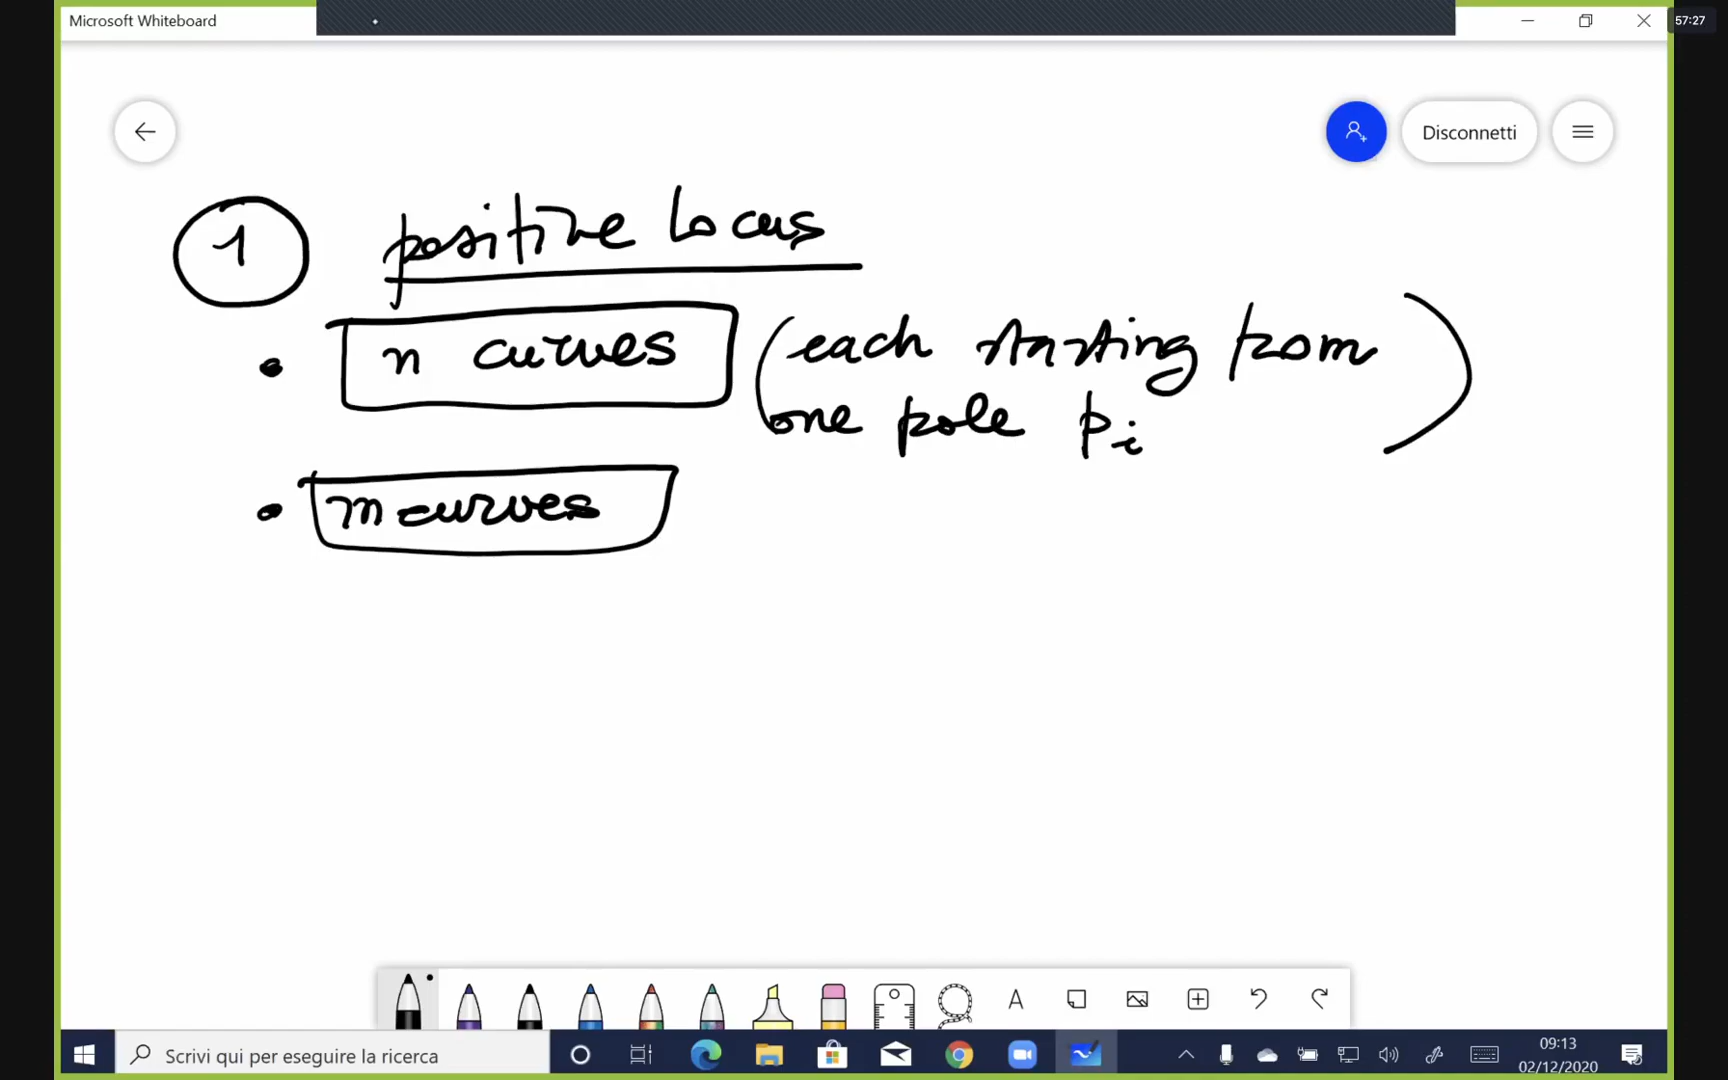 Microsoft Whiteboard
57:27
Disconnetti
1 positive locus
• n curves (each starting from
one pole pi)
• m curves
A
Scrivi qui per eseguire la ricerca
09:13
02/12/2020